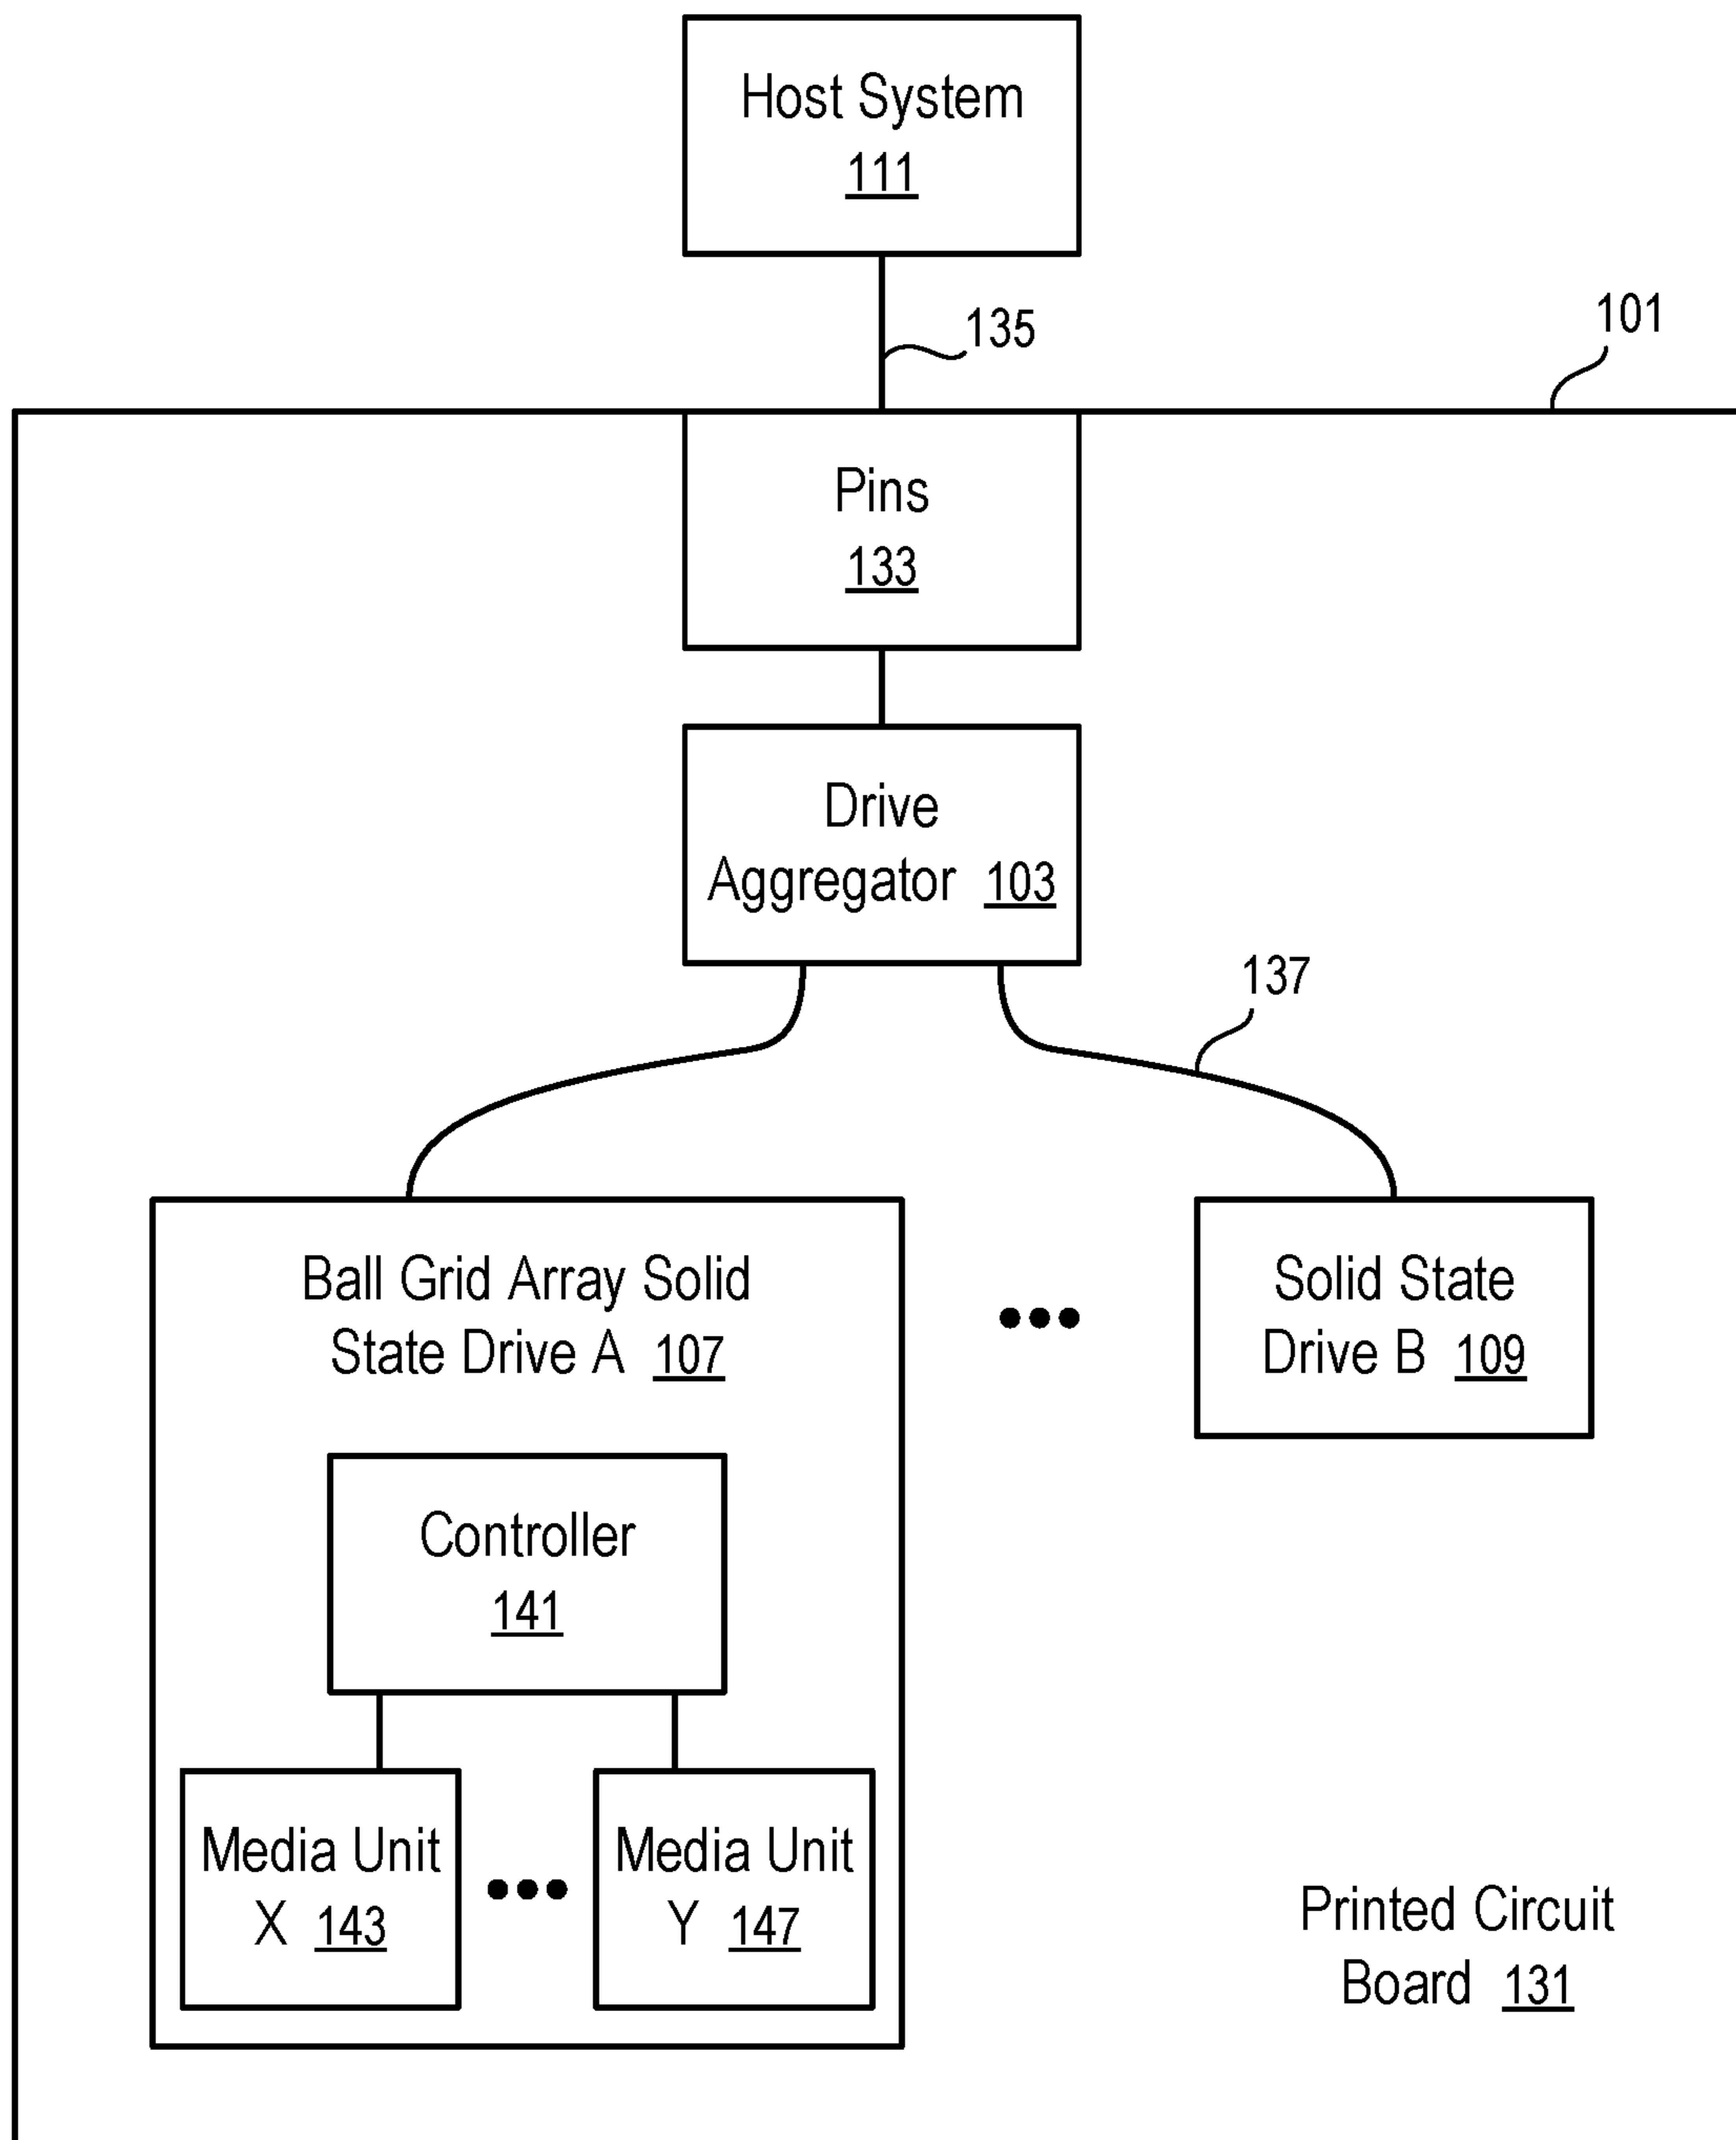 Host System
111
135
101
Pins
133
Drive
Aggregator 103
137
Ball Grid Array Solid
State Drive A 107
Solid State
Drive B 109
Controller
141
Media Unit
X 143
Media Unit
Y 147
Printed Circuit
Board 131